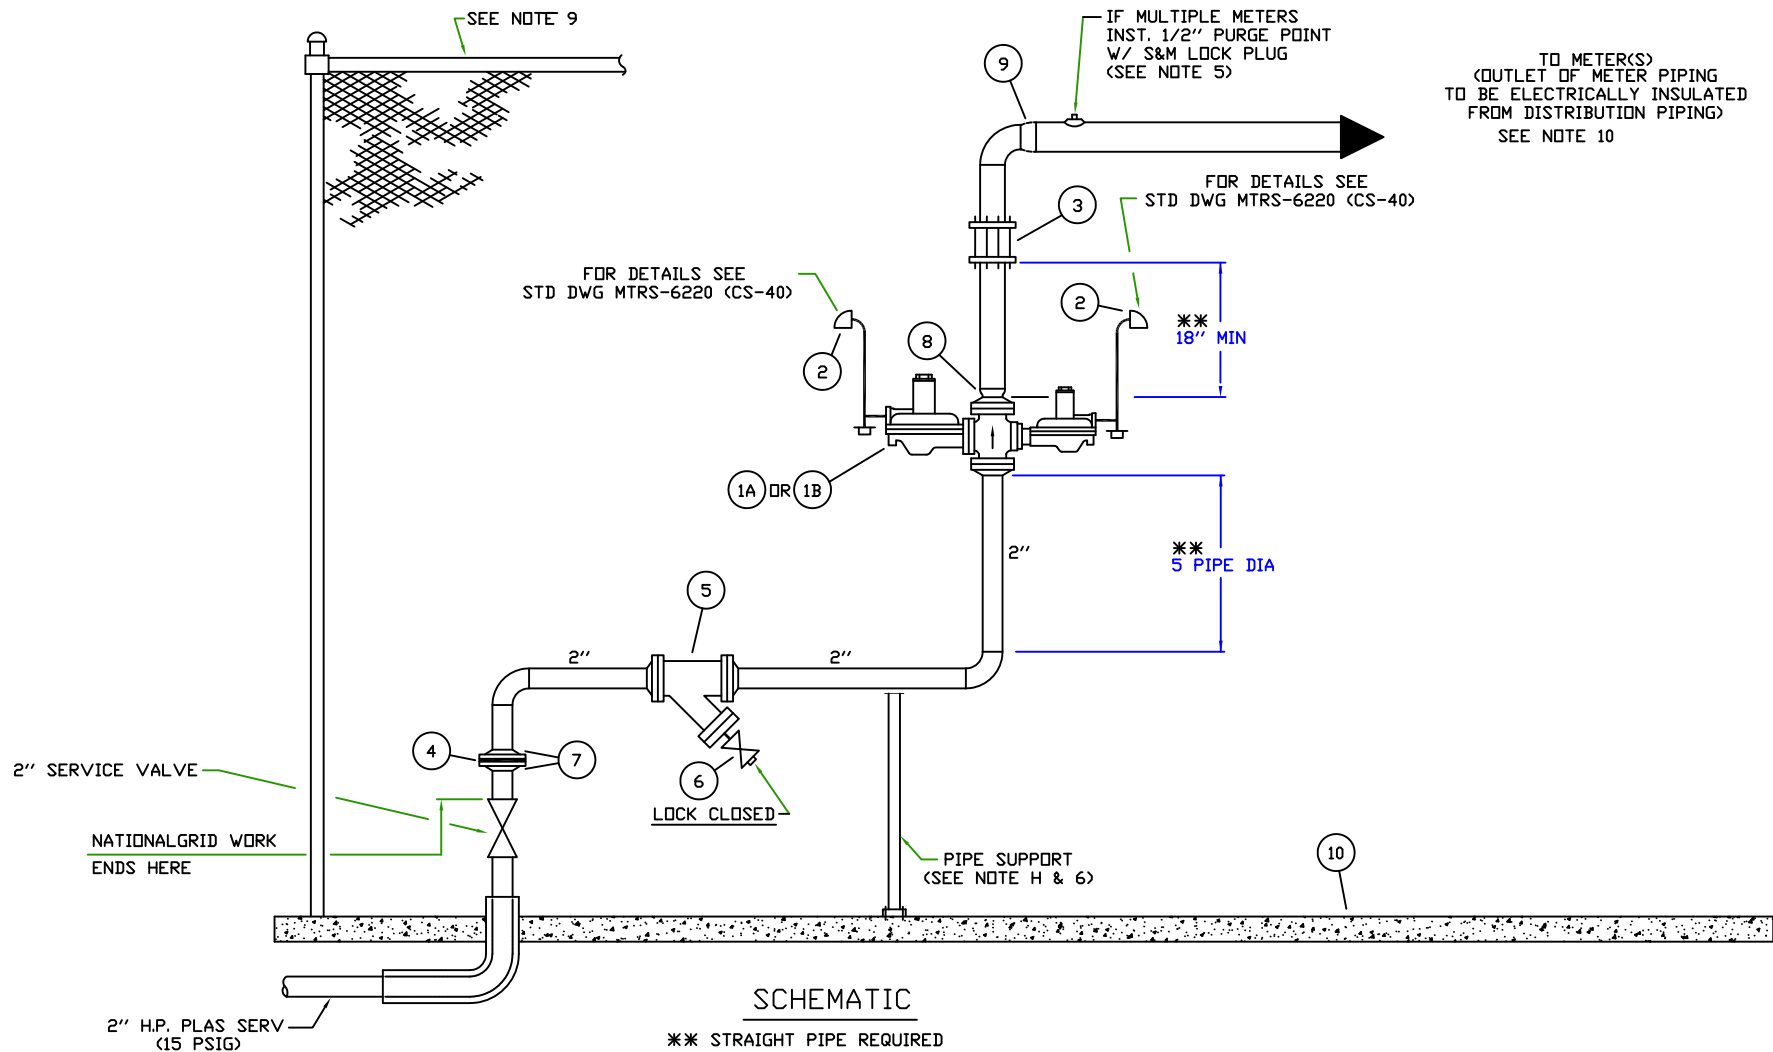 SEE NOTE 9
IF MULTIPLE METERS
INST. 1/2" PURGE POINT
W/ S&M LOCK PLUG
(SEE NOTE 5)
TO METER(S)
(OUTLET OF METER PIPING
TO BE ELECTRICALLY INSULATED
FROM DISTRIBUTION PIPING)
SEE NOTE 10
9
FOR DETAILS SEE
STD DWG MTRS-6220 (CS-40)
3
FOR DETAILS SEE
STD DWG MTRS-6220 (CS-40)
2
2
8
**
18" MIN
1A OR 1B
2"
**
5 PIPE DIA
5
2"
2"
4
7
6
LOCK CLOSED
2" SERVICE VALVE
NATIONALGRID WORK
ENDS HERE
PIPE SUPPORT
(SEE NOTE H & 6)
10
2" H.P. PLAS SERV
(15 PSIG)
SCHEMATIC
** STRAIGHT PIPE REQUIRED